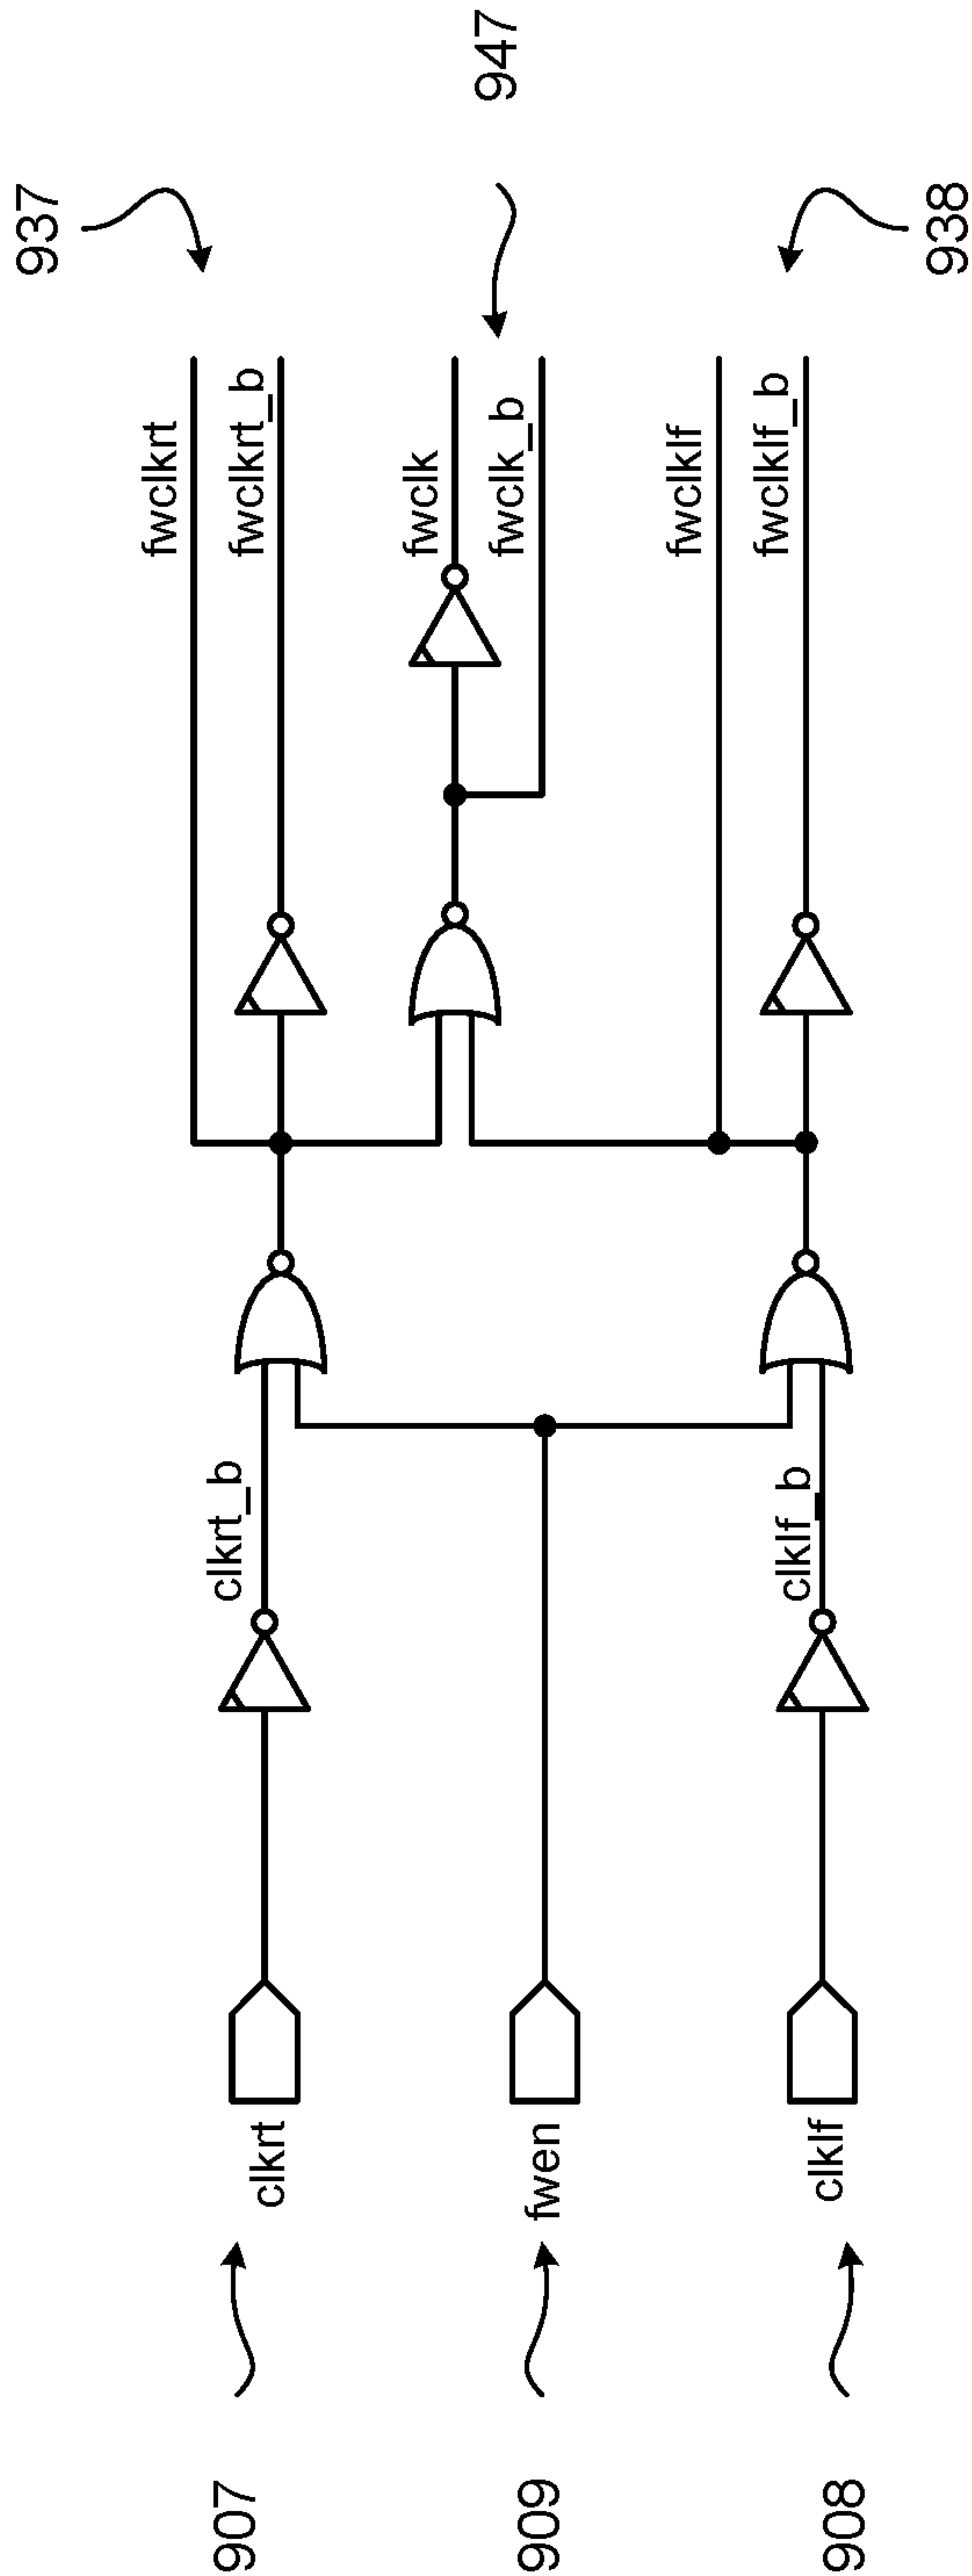 937
947
938
fwclkrt
fwclkrt_b
fwclk
fwclk_b
fwclklf
fwclklf_b
clkrt_b
clklf_b
clkrt
fwen
clklf
907
909
908